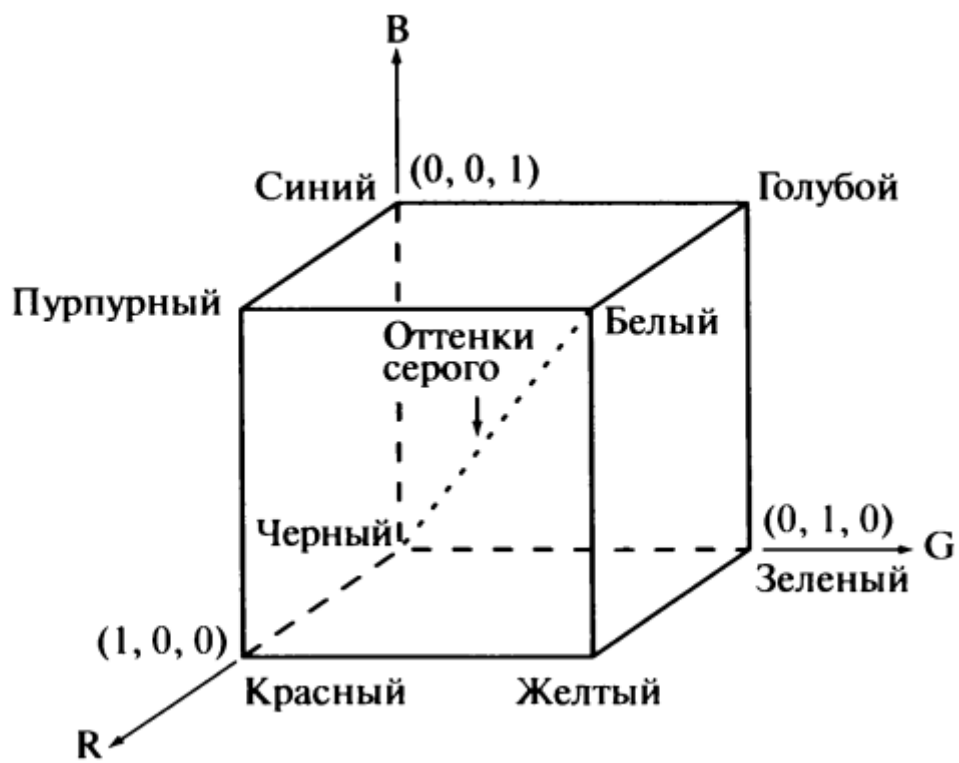 B
Синий
(0, 0, 1)
Голубой
Пурпурный
Белый
Оттенки
серого
Черный
(0, 1, 0)
G
Зеленый
(1, 0, 0)
Красный
Желтый
R